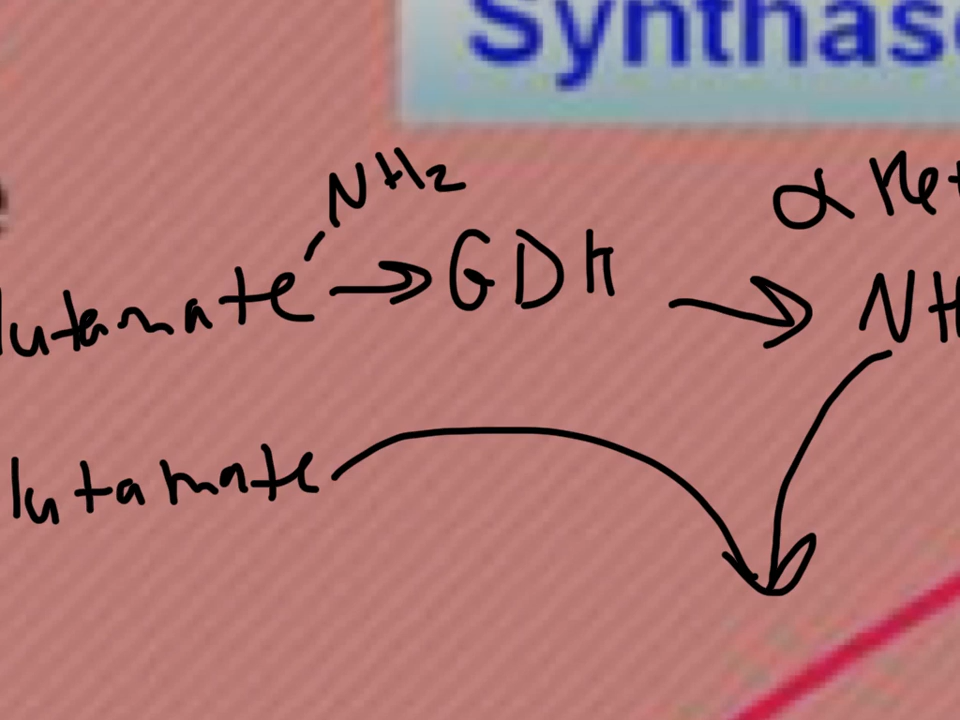 Synthase
NH2
α Ket
lutamate → GDH → NH
lutamate